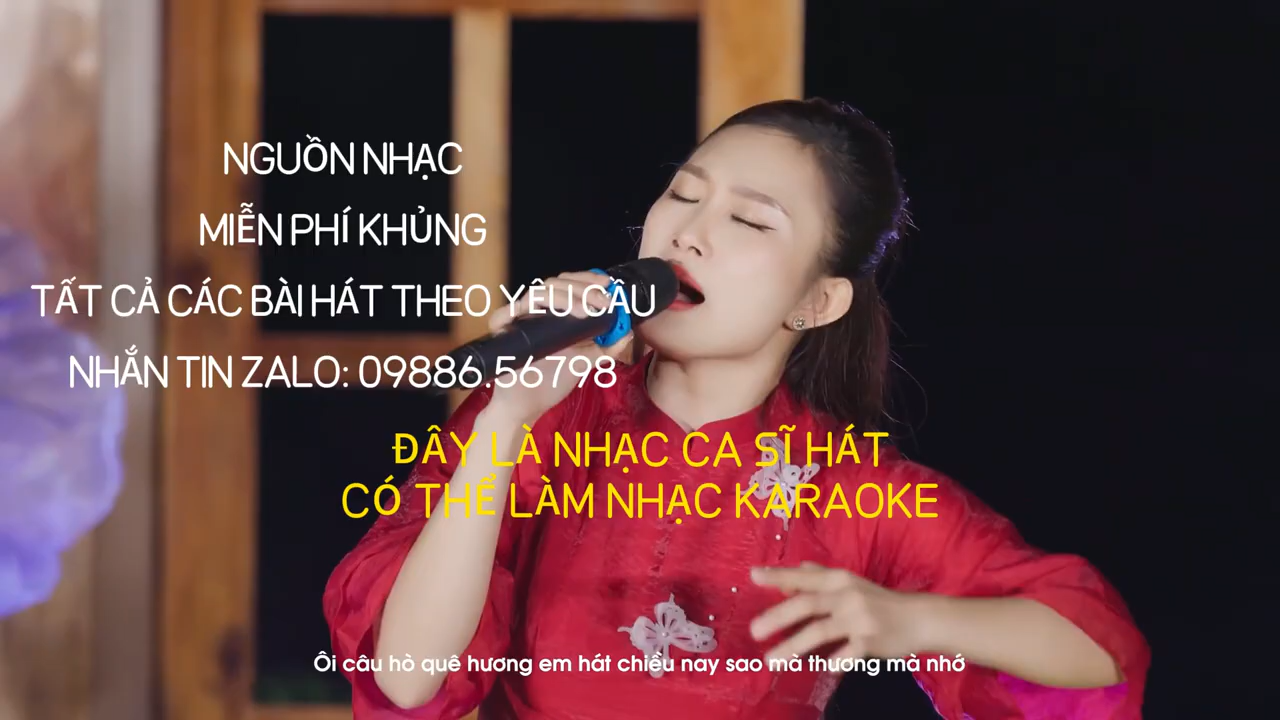 NGUỒN NHẠC
MIỄN PHÍ KHỦNG
TẤT CẢ CÁC BÀI HÁT THEO YÊU CẦU
NHẮN TIN ZALO: 09886.56798
ĐÂY LÀ NHẠC CA SĨ HÁT
CÓ THỂ LÀM NHẠC KARAOKE
Ôi câu hò quê hương em hát chiều nay sao mà thương mà nhớ